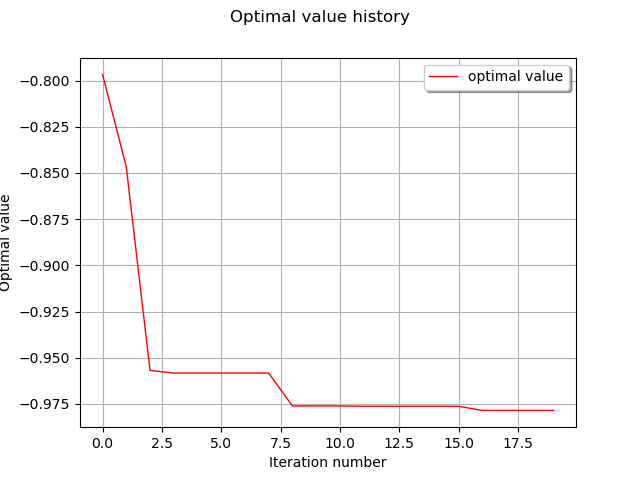 Optimal value history
optimal value
Optimal value
−0.800
−0.825
−0.850
−0.875
−0.900
−0.925
−0.950
−0.975
0.0 2.5 5.0 7.5 10.0 12.5 15.0 17.5
Iteration number